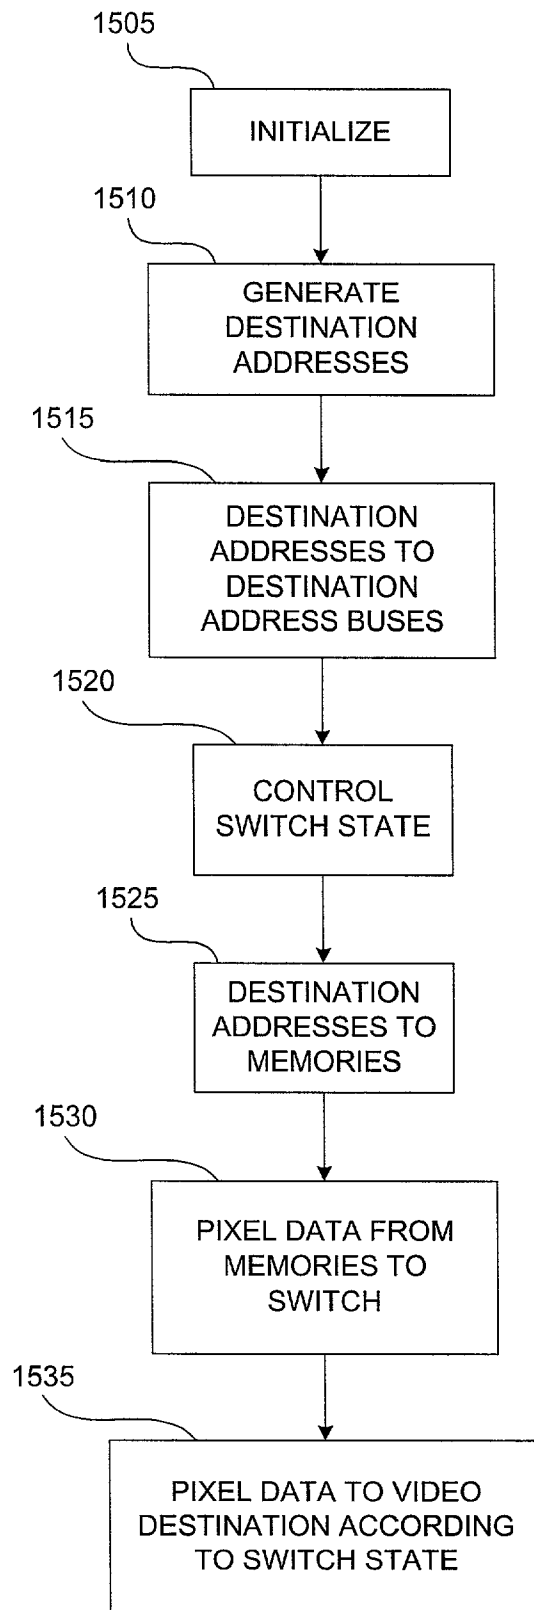 1505
INITIALIZE
1510
GENERATE
DESTINATION
ADDRESSES
1515
DESTINATION
ADDRESSES TO
DESTINATION
ADDRESS BUSES
1520
CONTROL
SWITCH STATE
1525
DESTINATION
ADDRESSES TO
MEMORIES
1530
PIXEL DATA FROM
MEMORIES TO
SWITCH
1535
PIXEL DATA TO VIDEO
DESTINATION ACCORDING
TO SWITCH STATE